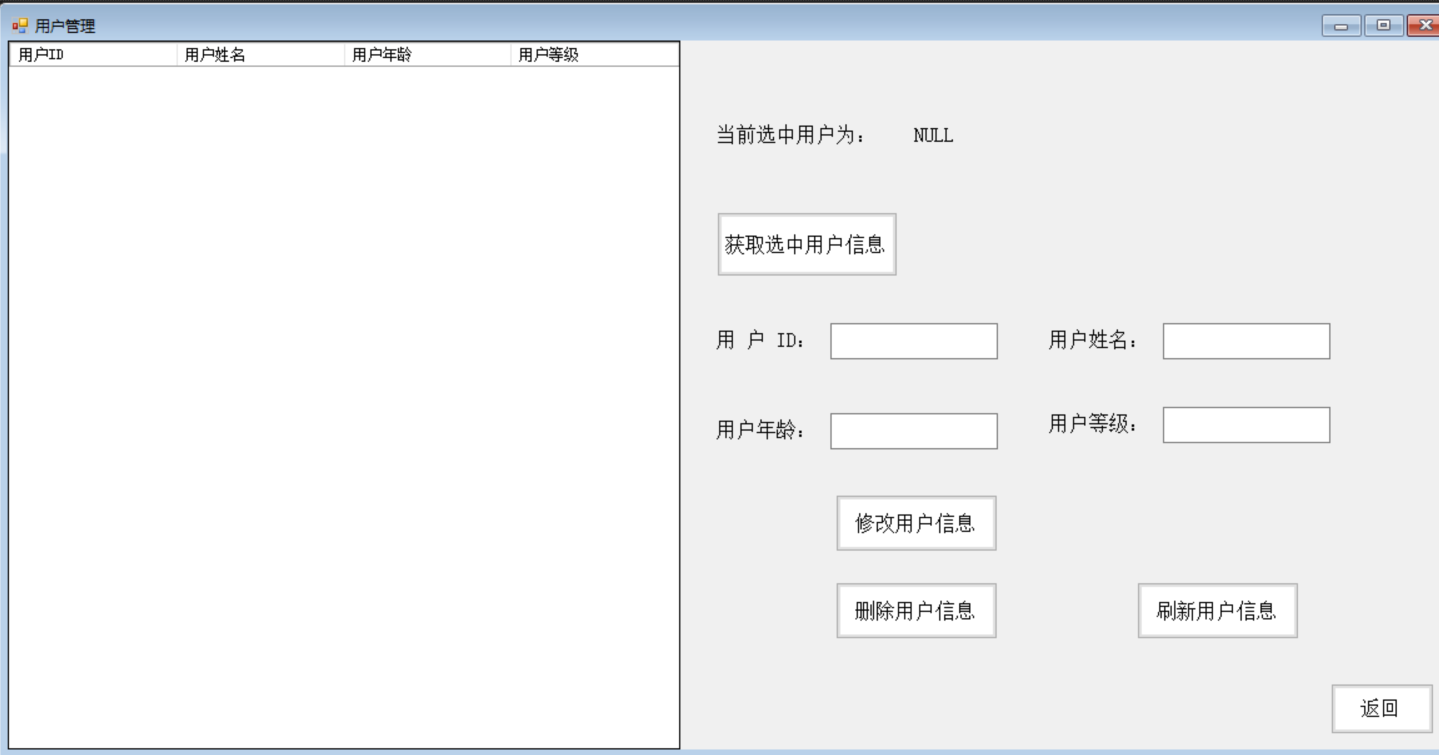 用户管理
用户ID 用户姓名 用户年龄 用户等级
当前选中用户为： NULL
获取选中用户信息
用 户 ID： 用户姓名：
用户年龄： 用户等级：
修改用户信息
删除用户信息 刷新用户信息
返回